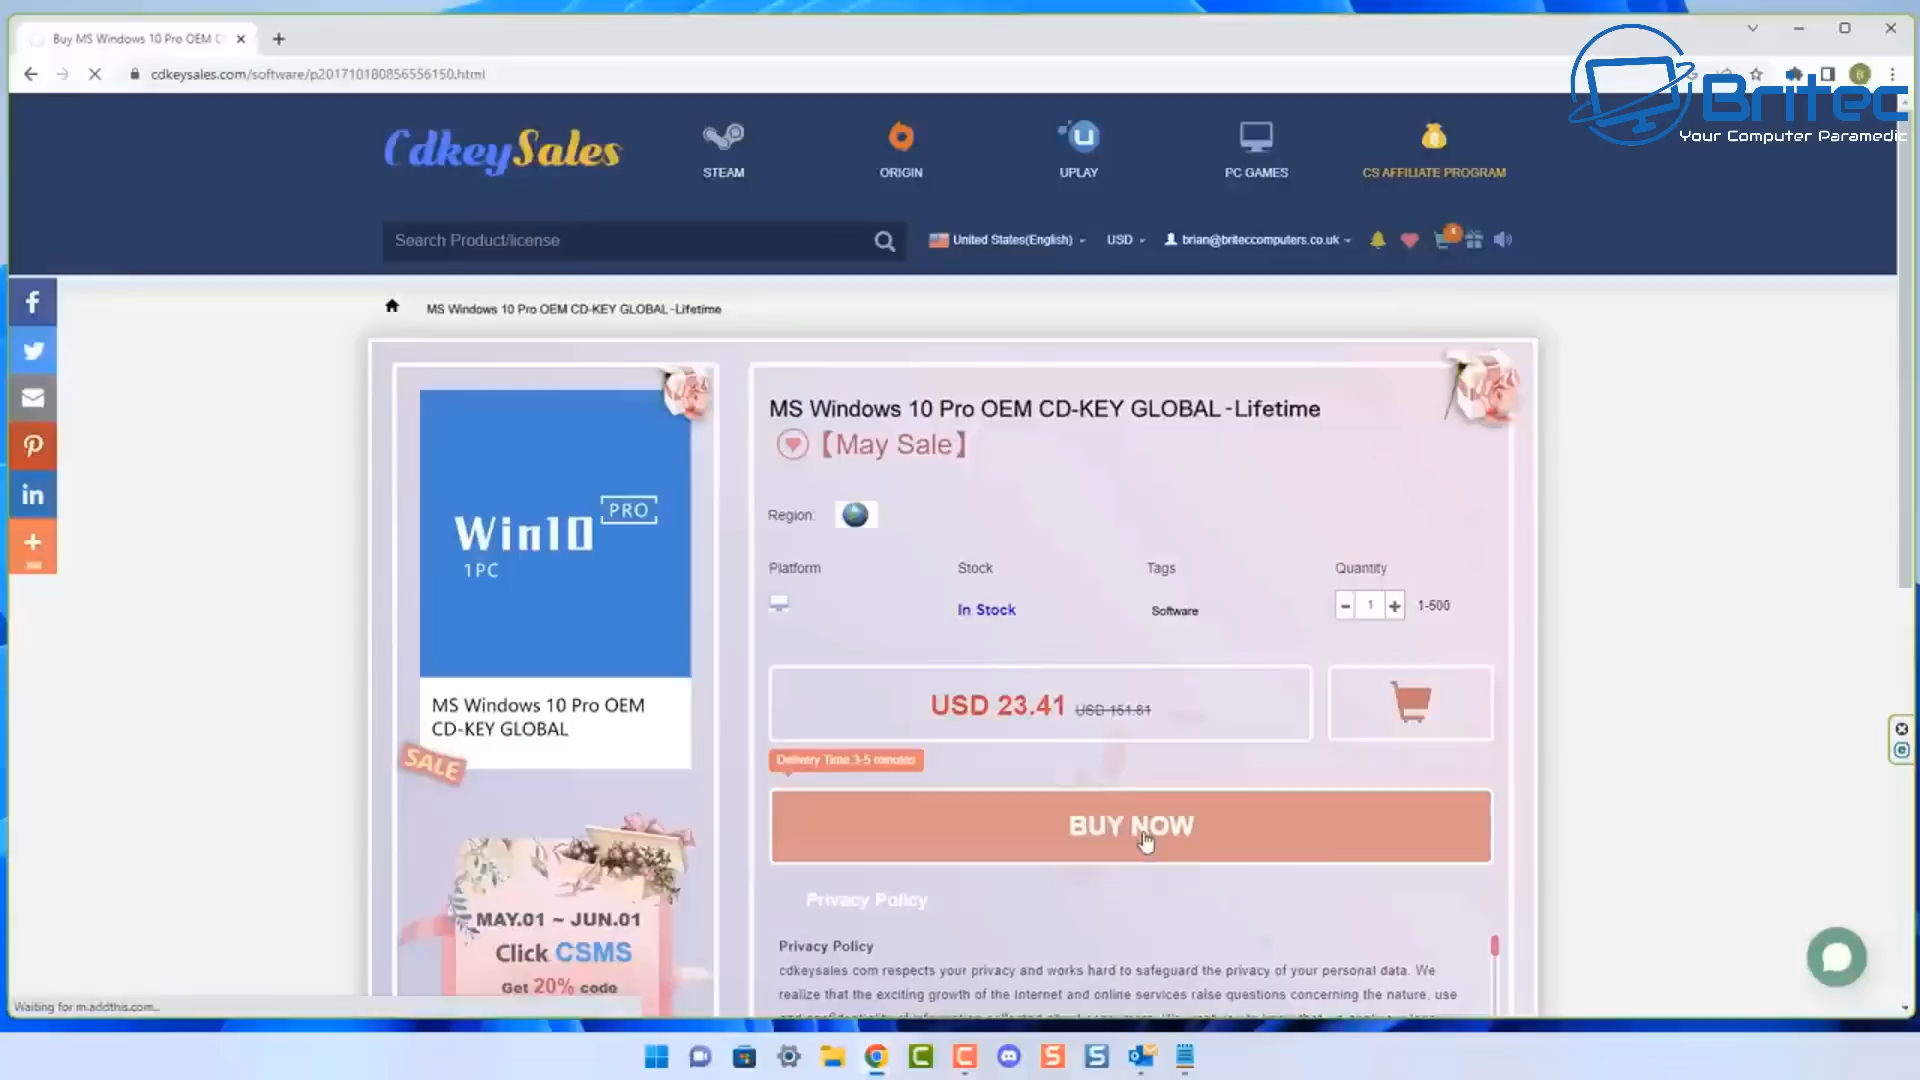 Buy MS Windows 10 Pro OEM C
cdkeysales.com/software/p201710180856556150.html
Britec
Your Computer Paramedic
CdkeySales
STEAM
ORIGIN
UPLAY
PC GAMES
CS AFFILIATE PROGRAM
Search Product/license
United States(English)
USD
brian@briteccomputers.co.uk
MS Windows 10 Pro OEM CD-KEY GLOBAL -Lifetime
Win10 PRO
1PC
MS Windows 10 Pro OEM
CD-KEY GLOBAL
SALE
MAY.01 ~ JUN.01
Click CSMS
Get 20% code
MS Windows 10 Pro OEM CD-KEY GLOBAL -Lifetime
【May Sale】
Region:
Platform
Stock
Tags
Quantity
In Stock
Software
1
1-500
USD 23.41 USD 151.81
Delivery Time 3-5 minutes
BUY NOW
Privacy Policy
Privacy Policy
cdkeysales.com respects your privacy and works hard to safeguard the privacy of your personal data. We
realize that the exciting growth of the Internet and online services raise questions concerning the nature, use
Waiting for m.addthis.com...